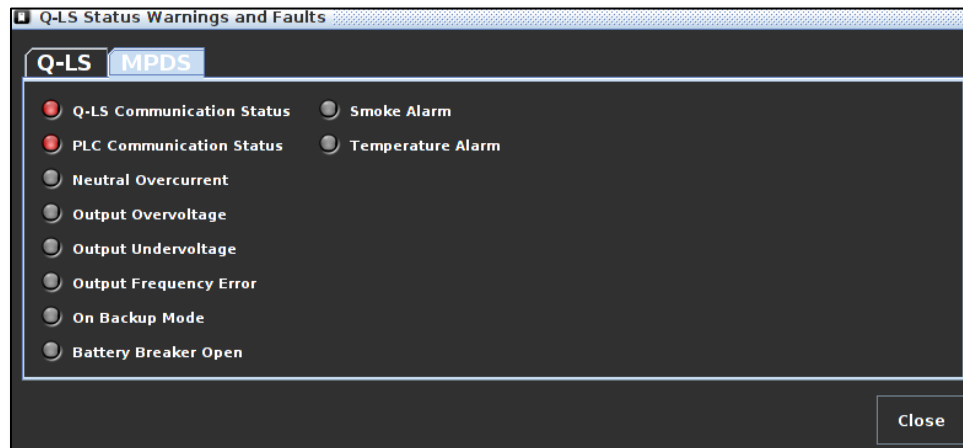 Q-LS Status Warnings and Faults
Q-LS MPDS
Q-LS Communication Status
PLC Communication Status
Neutral Overcurrent
Output Overvoltage
Output Undervoltage
Output Frequency Error
On Backup Mode
Battery Breaker Open
Smoke Alarm
Temperature Alarm
Close